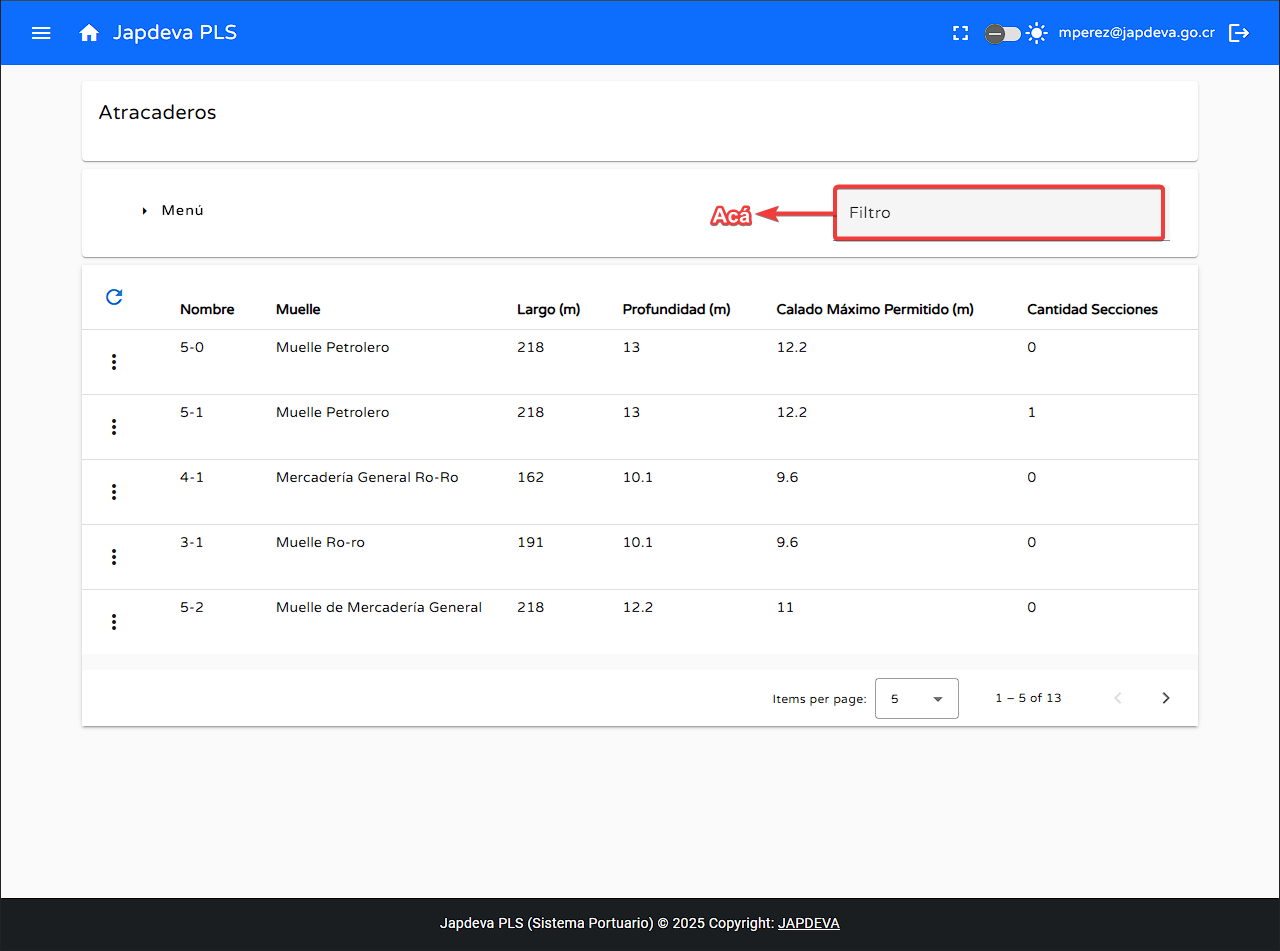 Japdeva PLS mperez@japdeva.go.cr
Atracaderos
Menú Acá Filtro
Nombre Muelle Largo (m) Profundidad (m) Calado Máximo Permitido (m) Cantidad Secciones
5-0 Muelle Petrolero 218 13 12.2 0
5-1 Muelle Petrolero 218 13 12.2 1
4-1 Mercadería General Ro-Ro 162 10.1 9.6 0
3-1 Muelle Ro-ro 191 10.1 9.6 0
5-2 Muelle de Mercadería General 218 12.2 11 0
Items per page: 5 1 – 5 of 13
Japdeva PLS (Sistema Portuario) © 2025 Copyright: JAPDEVA